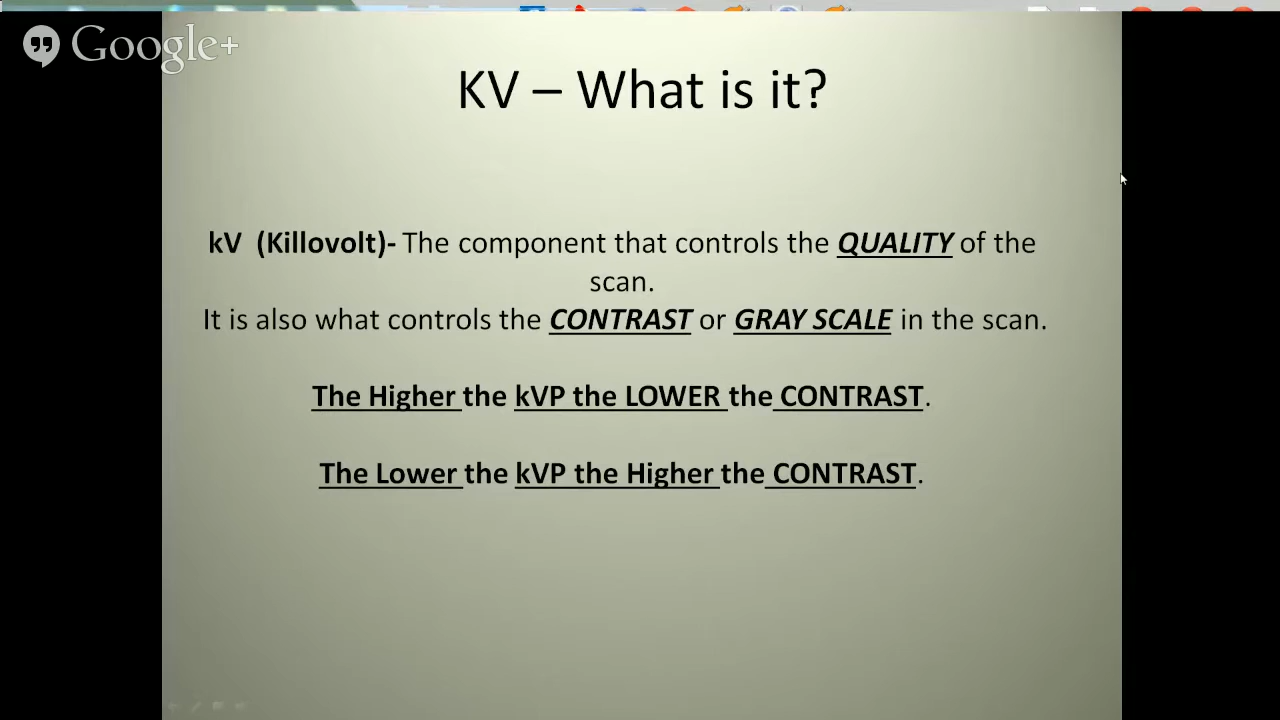 Google+
KV – What is it?
kV (Killovolt)- The component that controls the QUALITY of the
scan.
It is also what controls the CONTRAST or GRAY SCALE in the scan.
The Higher the kVP the LOWER the CONTRAST.
The Lower the kVP the Higher the CONTRAST.